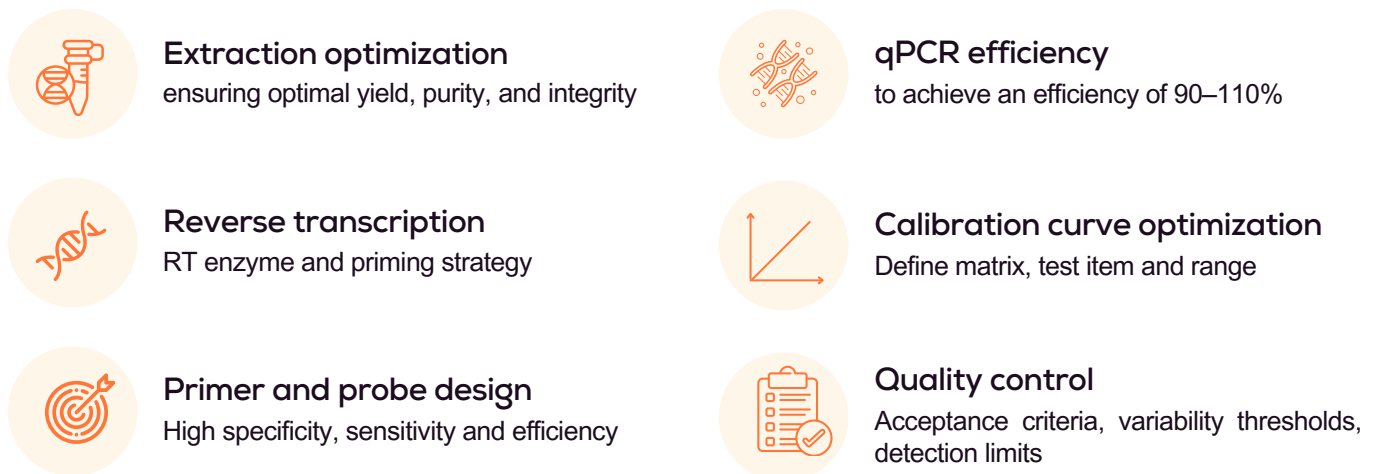 Extraction optimization
ensuring optimal yield, purity, and integrity
Reverse transcription
RT enzyme and priming strategy
Primer and probe design
High specificity, sensitivity and efficiency
qPCR efficiency
to achieve an efficiency of 90–110%
Calibration curve optimization
Define matrix, test item and range
Quality control
Acceptance criteria, variability thresholds,
detection limits